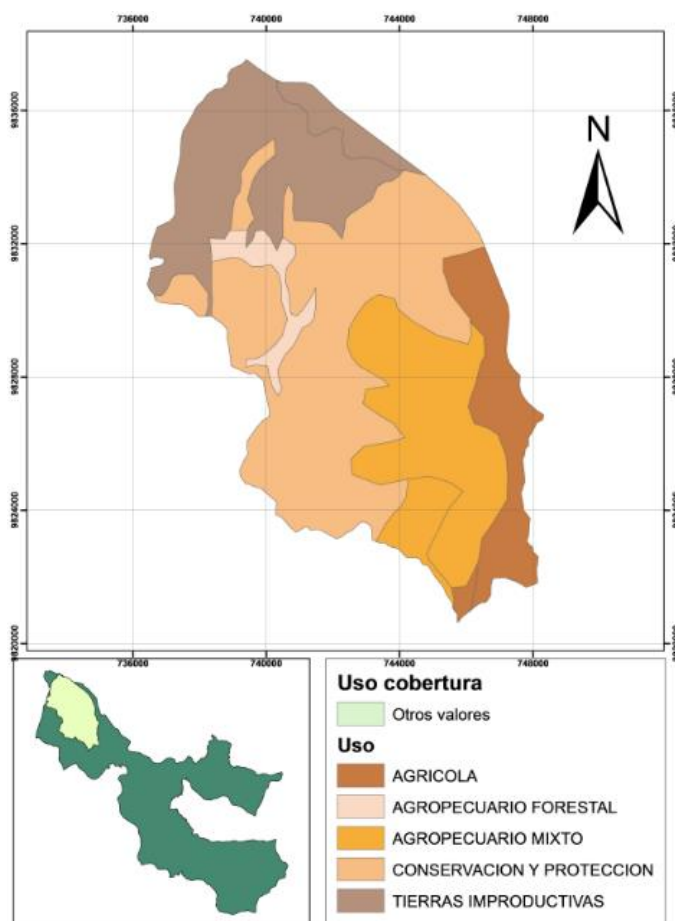 736000 740000 744000 748000
9836000
N
9832000
9828000
9824000
9820000
736000 740000 744000 748000
Uso cobertura
Otros valores
Uso
AGRICOLA
AGROPECUARIO FORESTAL
AGROPECUARIO MIXTO
CONSERVACION Y PROTECCION
TIERRAS IMPRODUCTIVAS